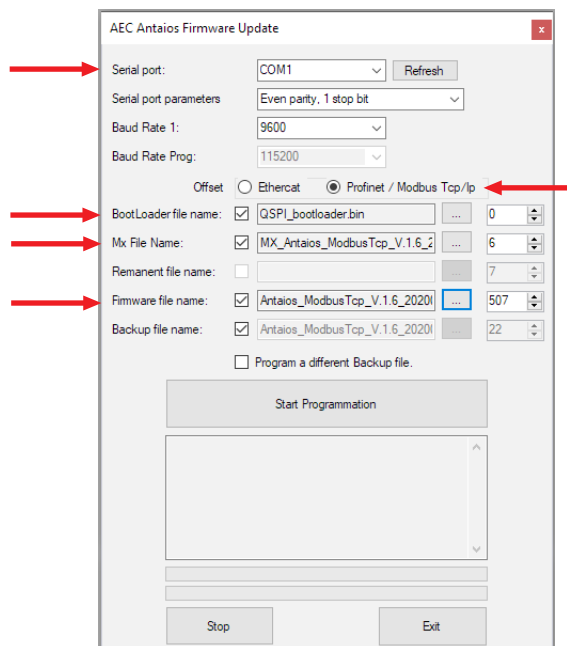 AEC Antaios Firmware Update
x
Serial port: COM1 Refresh
Serial port parameters Even parity, 1 stop bit
Baud Rate 1: 9600
Baud Rate Prog: 115200
Offset Ethercat Profinet / Modbus Tcp/Ip
BootLoader file name: QSPI_bootloader.bin ... 0
Mx File Name: MX_Antaios_ModbusTcp_V.1.6_2 ... 6
Remanent file name: ... 7
Firmware file name: Antaios_ModbusTcp_V.1.6_2020 ... 507
Backup file name: Antaios_ModbusTcp_V.1.6_2020 ... 22
Program a different Backup file.
Start Programmation
Stop Exit